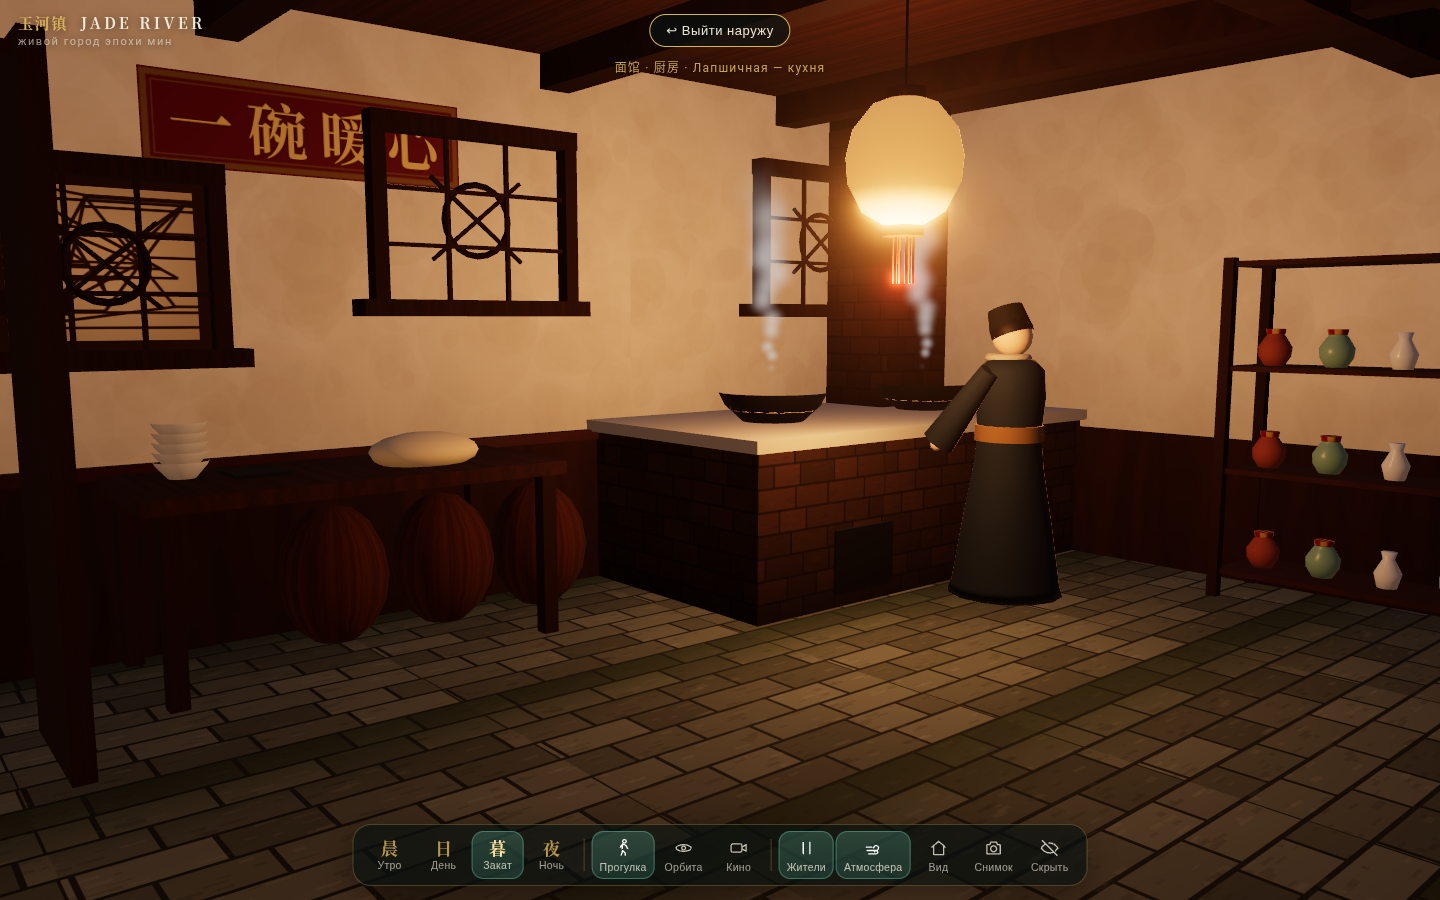 玉河镇 JADE RIVER
живой город эпохи мин
↩ Выйти наружу
面馆 · 厨房 · Лапшичная — кухня
一碗暖心
晨 日 暮 夜
Утро День Закат Ночь Прогулка Орбита Кино Жители Атмосфера Вид Снимок Скрыть